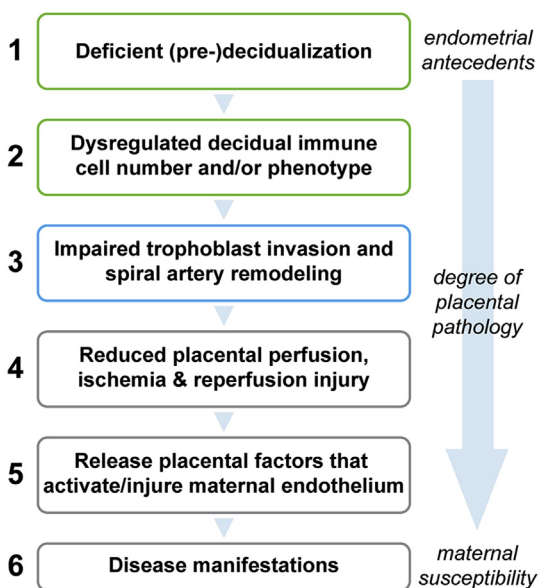 1
Deficient (pre-)decidualization
endometrial
antecedents
2
Dysregulated decidual immune
cell number and/or phenotype
3
Impaired trophoblast invasion and
spiral artery remodeling
degree of
placental
pathology
4
Reduced placental perfusion,
ischemia & reperfusion injury
5
Release placental factors that
activate/injure maternal endothelium
6
Disease manifestations
maternal
susceptibility